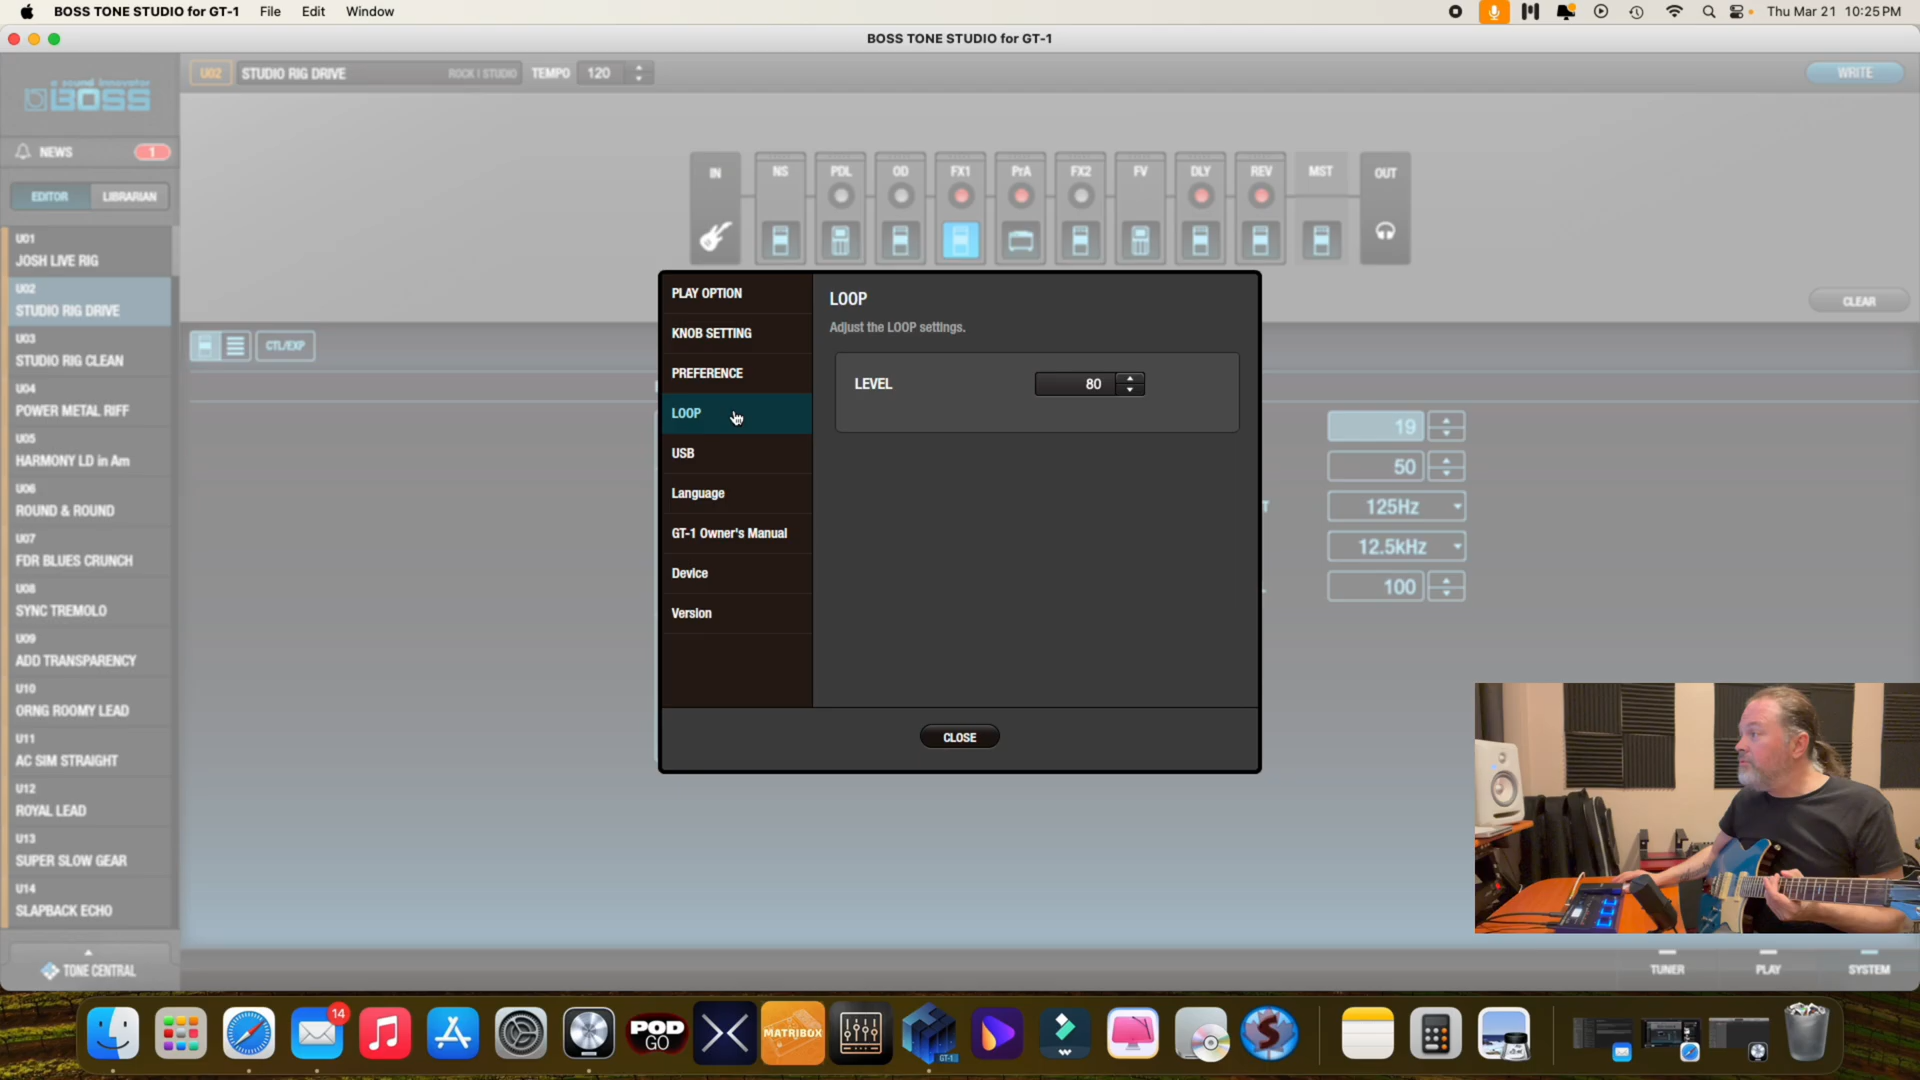 BOSS TONE STUDIO for GT-1 File Edit Window Thu Mar 21 10:25 PM
BOSS TONE STUDIO for GT-1
a sound innovator
BOSS
U02 STUDIO RIG DRIVE ROCK | STUDIO TEMPO 120 WRITE
NEWS 1
EDITOR LIBRARIAN
IN NS PDL OD FX1 PrA FX2 FV DLY REV MST OUT
CLEAR
CTL/EXP
U01
JOSH LIVE RIG
U02
STUDIO RIG DRIVE
U03
STUDIO RIG CLEAN
U04
POWER METAL RIFF
U05
HARMONY LD in Am
U06
ROUND & ROUND
U07
FDR BLUES CRUNCH
U08
SYNC TREMOLO
U09
ADD TRANSPARENCY
U10
ORNG ROOMY LEAD
U11
AC SIM STRAIGHT
U12
ROYAL LEAD
U13
SUPER SLOW GEAR
U14
SLAPBACK ECHO
TONE CENTRAL
PLAY OPTION
KNOB SETTING
PREFERENCE
LOOP
USB
Language
GT-1 Owner's Manual
Device
Version
LOOP
Adjust the LOOP settings.
LEVEL 80
CLOSE
19
50
125Hz
12.5kHz
100
TUNER PLAY SYSTEM
14
POD
GO
MATRIBOX
GT-1